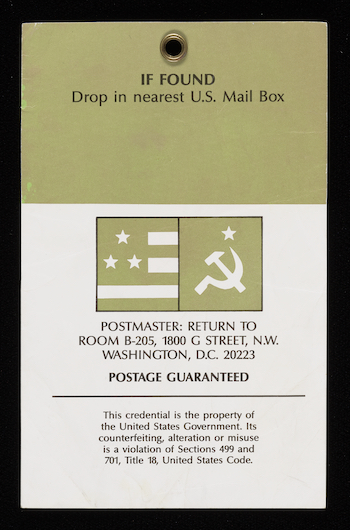 IF FOUND
Drop in nearest U.S. Mail Box
POSTMASTER: RETURN TO
ROOM B-205, 1800 G STREET, N.W.
WASHINGTON, D.C. 20223
POSTAGE GUARANTEED
This credential is the property of
the United States Government. Its
counterfeiting, alteration or misuse
is a violation of Sections 499 and
701, Title 18, United States Code.